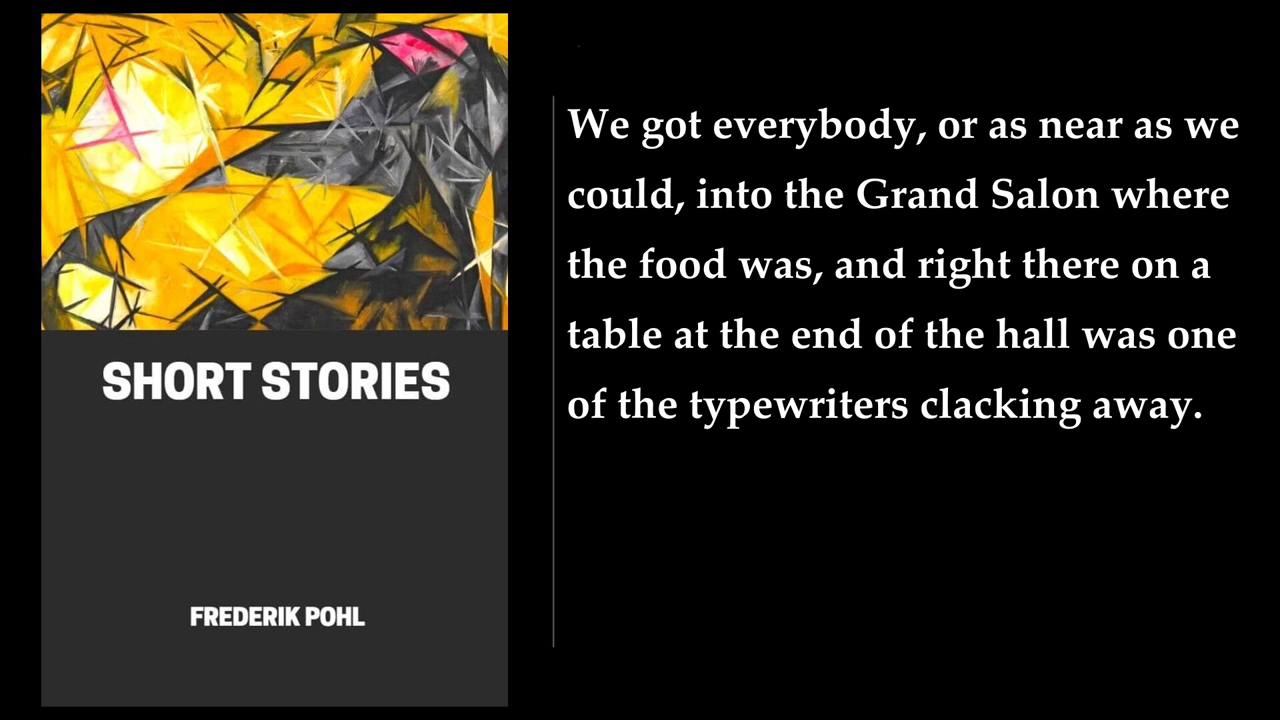 SHORT STORIES
FREDERIK POHL
We got everybody, or as near as we
could, into the Grand Salon where
the food was, and right there on a
table at the end of the hall was one
of the typewriters clacking away.